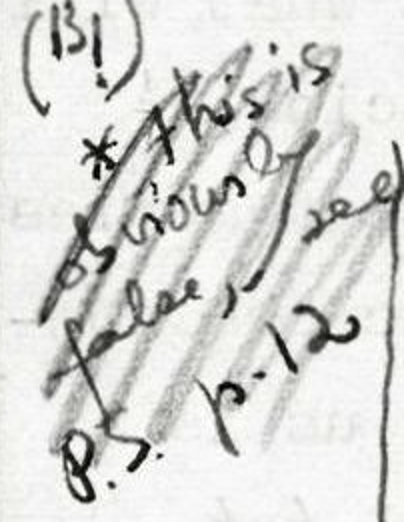 (B!)
* this is
obviously
false, see
P.S. p.12